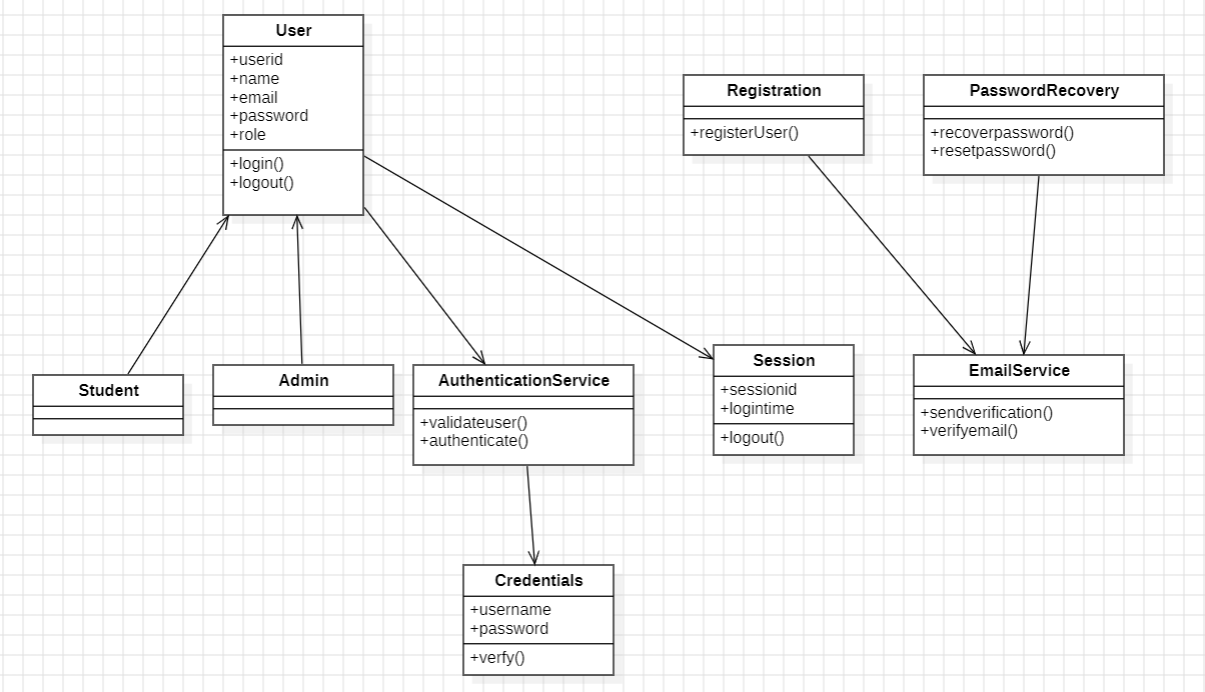 User
+userid
+name
+email
+password
+role
+login()
+logout()
Registration
+registerUser()
PasswordRecovery
+recoverpassword()
+resetpassword()
Student
Admin
AuthenticationService
+validateuser()
+authenticate()
Session
+sessionid
+logintime
+logout()
EmailService
+sendverification()
+verifyemail()
Credentials
+username
+password
+verfy()